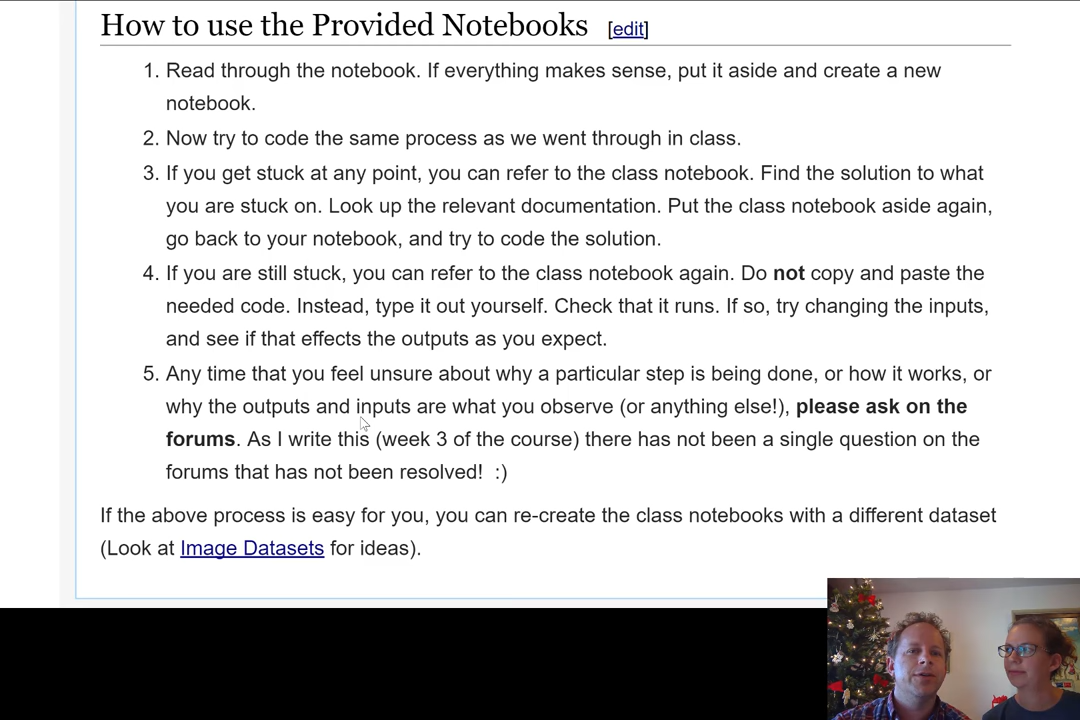 How to use the Provided Notebooks [edit]
1. Read through the notebook. If everything makes sense, put it aside and create a new
notebook.
2. Now try to code the same process as we went through in class.
3. If you get stuck at any point, you can refer to the class notebook. Find the solution to what
you are stuck on. Look up the relevant documentation. Put the class notebook aside again,
go back to your notebook, and try to code the solution.
4. If you are still stuck, you can refer to the class notebook again. Do not copy and paste the
needed code. Instead, type it out yourself. Check that it runs. If so, try changing the inputs,
and see if that effects the outputs as you expect.
5. Any time that you feel unsure about why a particular step is being done, or how it works, or
why the outputs and inputs are what you observe (or anything else!), please ask on the
forums. As I write this (week 3 of the course) there has not been a single question on the
forums that has not been resolved! :)
If the above process is easy for you, you can re-create the class notebooks with a different dataset
(Look at Image Datasets for ideas).